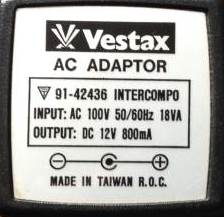 Vestax
AC ADAPTOR
91-42436 INTERCOMPO
INPUT: AC 100V 50/60Hz 18VA
OUTPUT: DC 12V 800mA
MADE IN TAIWAN R.O.C.